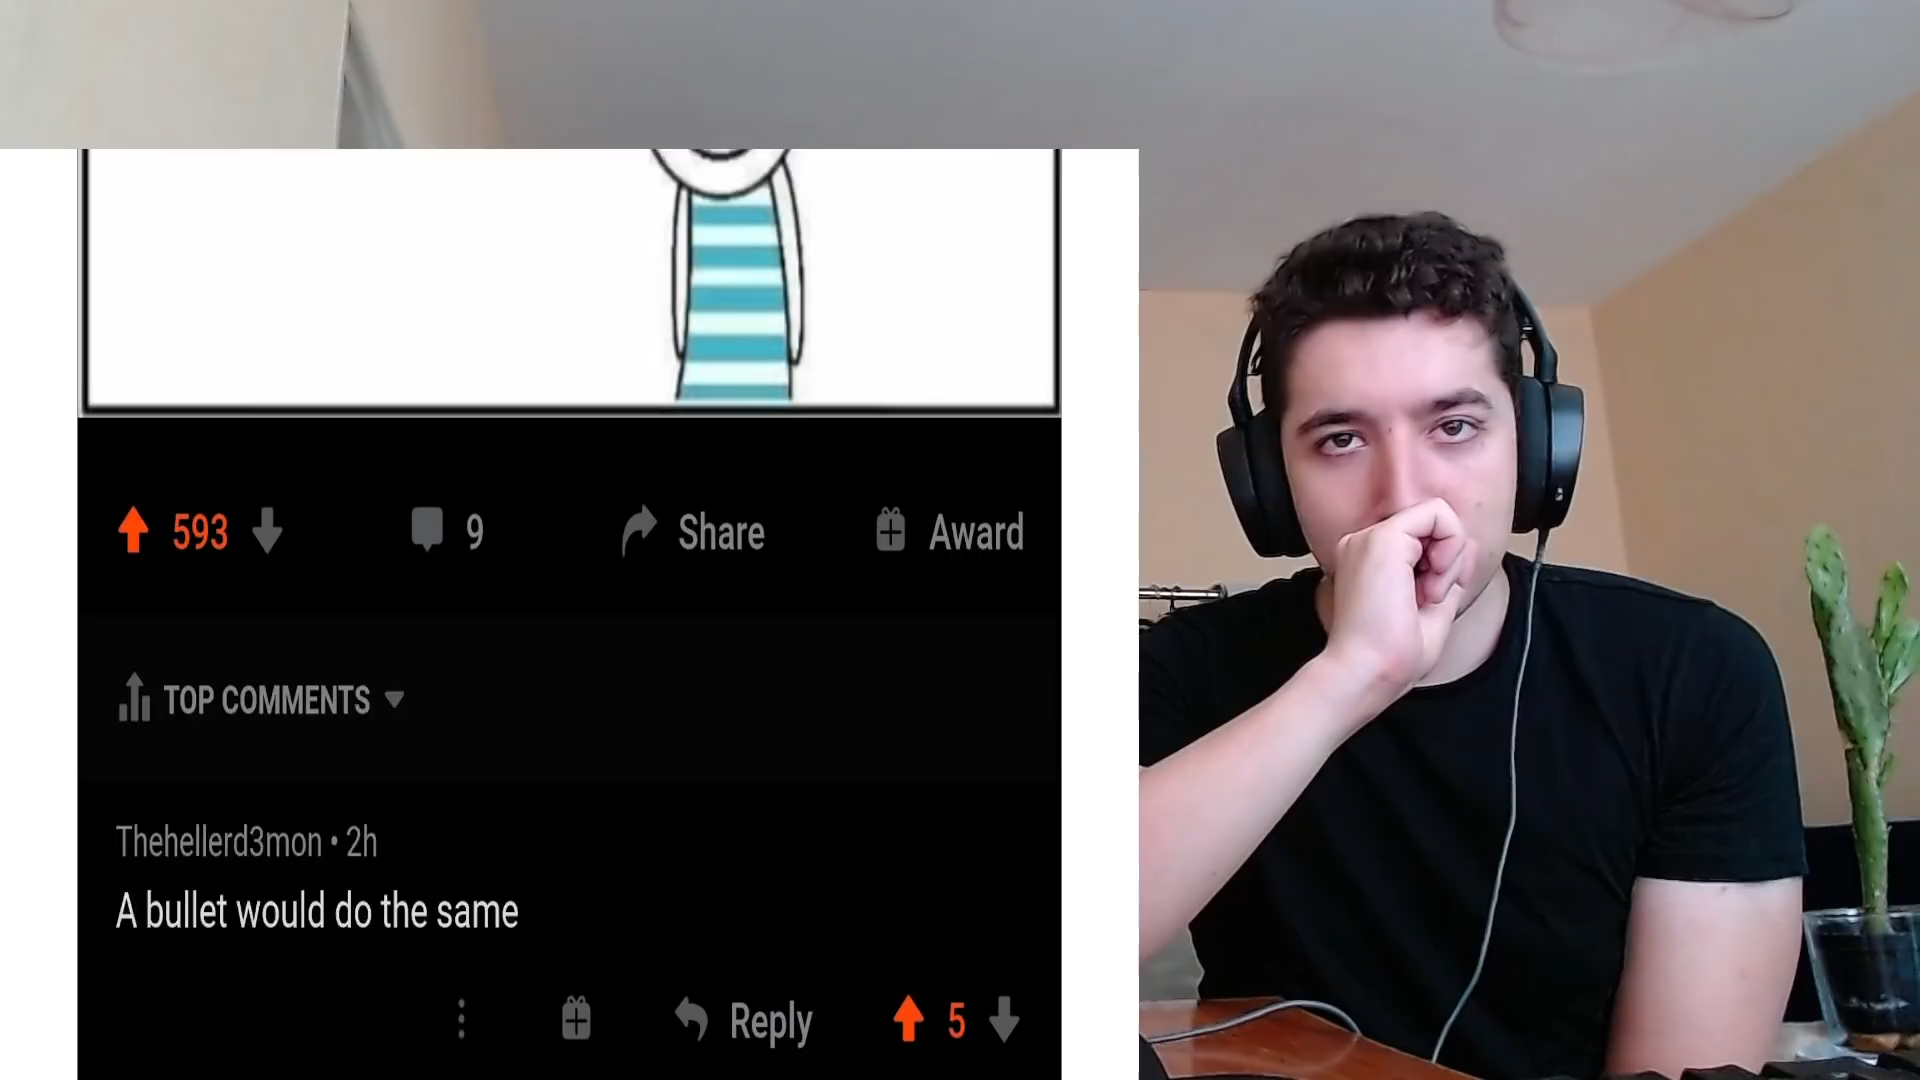 593 9 Share Award
TOP COMMENTS
Thehellerd3mon • 2h
A bullet would do the same
Reply 5